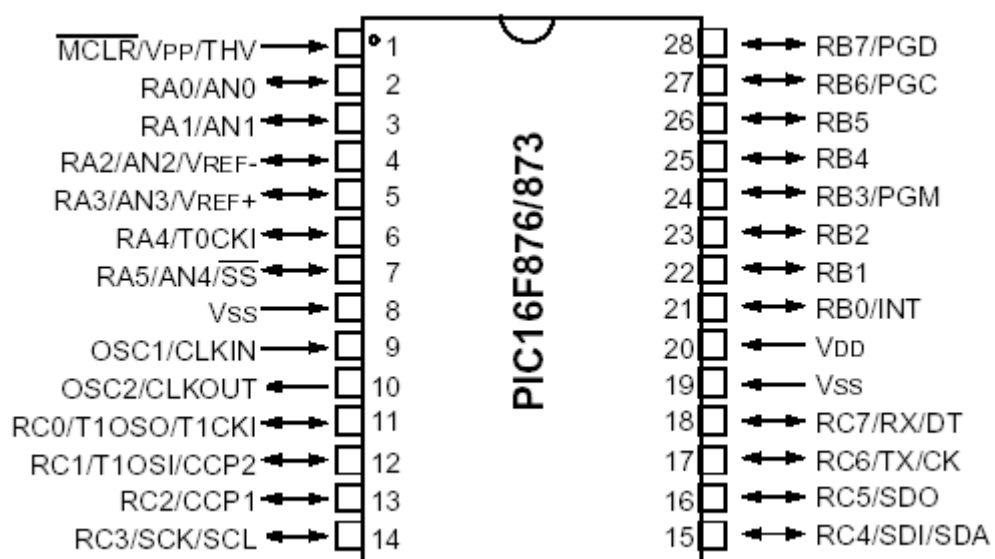 MCLR/VPP/THV 1 28 RB7/PGD
RA0/AN0 2 27 RB6/PGC
RA1/AN1 3 26 RB5
RA2/AN2/VREF- 4 25 RB4
RA3/AN3/VREF+ 5 24 RB3/PGM
RA4/T0CKI 6 23 RB2
RA5/AN4/SS 7 22 RB1
VSS 8 21 RB0/INT
OSC1/CLKIN 9 20 VDD
OSC2/CLKOUT 10 19 VSS
RC0/T1OSO/T1CKI 11 18 RC7/RX/DT
RC1/T1OSI/CCP2 12 17 RC6/TX/CK
RC2/CCP1 13 16 RC5/SDO
RC3/SCK/SCL 14 15 RC4/SDI/SDA
PIC16F876/873